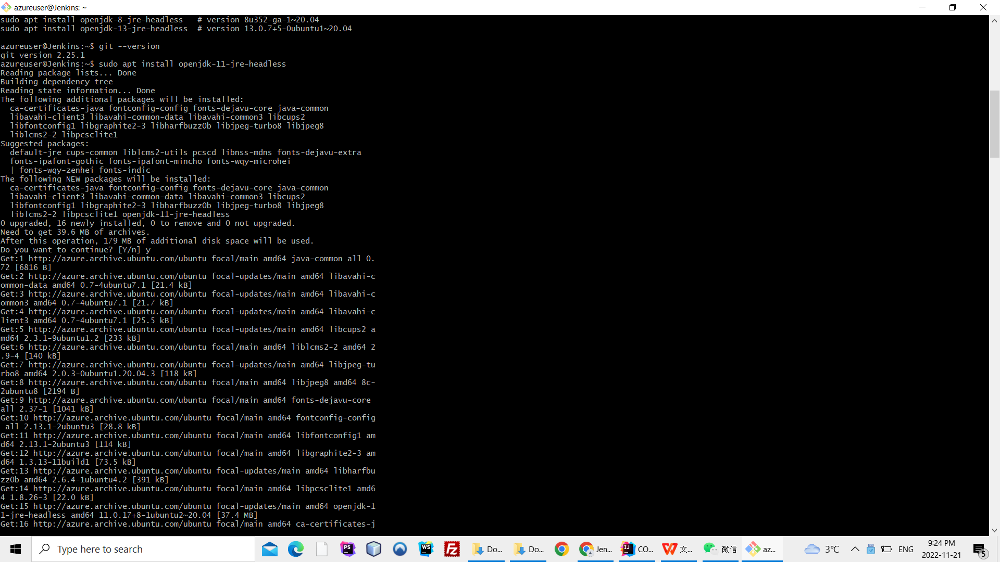 azureuser@Jenkins: ~
sudo apt install openjdk-8-jre-headless   # version 8u352-ga-1~20.04
sudo apt install openjdk-13-jre-headless  # version 13.0.7+5-0ubuntu1~20.04
azureuser@Jenkins:~$ git --version
git version 2.25.1
azureuser@Jenkins:~$ sudo apt install openjdk-11-jre-headless
Reading package lists... Done
Building dependency tree
Reading state information... Done
The following additional packages will be installed:
  ca-certificates-java fontconfig-config fonts-dejavu-core java-common
  libavahi-client3 libavahi-common-data libavahi-common3 libcups2
  libfontconfig1 libgraphite2-3 libharfbuzz0b libjpeg-turbo8 libjpeg8
  liblcms2-2 libpcsclite1
Suggested packages:
  default-jre cups-common liblcms2-utils pcscd libnss-mdns fonts-dejavu-extra
  fonts-ipafont-gothic fonts-ipafont-mincho fonts-wqy-microhei
  | fonts-wqy-zenhei fonts-indic
The following NEW packages will be installed:
  ca-certificates-java fontconfig-config fonts-dejavu-core java-common
  libavahi-client3 libavahi-common-data libavahi-common3 libcups2
  libfontconfig1 libgraphite2-3 libharfbuzz0b libjpeg-turbo8 libjpeg8
  liblcms2-2 libpcsclite1 openjdk-11-jre-headless
0 upgraded, 16 newly installed, 0 to remove and 0 not upgraded.
Need to get 39.6 MB of archives.
After this operation, 179 MB of additional disk space will be used.
Do you want to continue? [Y/n] y
Get:1 http://azure.archive.ubuntu.com/ubuntu focal/main amd64 java-common all 0.
72 [6816 B]
Get:2 http://azure.archive.ubuntu.com/ubuntu focal-updates/main amd64 libavahi-c
ommon-data amd64 0.7-4ubuntu7.1 [21.4 kB]
Get:3 http://azure.archive.ubuntu.com/ubuntu focal-updates/main amd64 libavahi-c
ommon3 amd64 0.7-4ubuntu7.1 [21.7 kB]
Get:4 http://azure.archive.ubuntu.com/ubuntu focal-updates/main amd64 libavahi-c
lient3 amd64 0.7-4ubuntu7.1 [25.5 kB]
Get:5 http://azure.archive.ubuntu.com/ubuntu focal-updates/main amd64 libcups2 a
md64 2.3.1-9ubuntu1.2 [233 kB]
Get:6 http://azure.archive.ubuntu.com/ubuntu focal/main amd64 liblcms2-2 amd64 2
.9-4 [140 kB]
Get:7 http://azure.archive.ubuntu.com/ubuntu focal-updates/main amd64 libjpeg-tu
rbo8 amd64 2.0.3-0ubuntu1.20.04.3 [118 kB]
Get:8 http://azure.archive.ubuntu.com/ubuntu focal/main amd64 libjpeg8 amd64 8c-
2ubuntu8 [2194 B]
Get:9 http://azure.archive.ubuntu.com/ubuntu focal/main amd64 fonts-dejavu-core
all 2.37-1 [1041 kB]
Get:10 http://azure.archive.ubuntu.com/ubuntu focal/main amd64 fontconfig-config
 all 2.13.1-2ubuntu3 [28.8 kB]
Get:11 http://azure.archive.ubuntu.com/ubuntu focal/main amd64 libfontconfig1 am
d64 2.13.1-2ubuntu3 [114 kB]
Get:12 http://azure.archive.ubuntu.com/ubuntu focal/main amd64 libgraphite2-3 am
d64 1.3.13-11build1 [73.5 kB]
Get:13 http://azure.archive.ubuntu.com/ubuntu focal-updates/main amd64 libharfbu
zz0b amd64 2.6.4-1ubuntu4.2 [391 kB]
Get:14 http://azure.archive.ubuntu.com/ubuntu focal/main amd64 libpcsclite1 amd6
4 1.8.26-3 [22.0 kB]
Get:15 http://azure.archive.ubuntu.com/ubuntu focal-updates/main amd64 openjdk-1
1-jre-headless amd64 11.0.17+8-1ubuntu2~20.04 [37.4 MB]
Get:16 http://azure.archive.ubuntu.com/ubuntu focal/main amd64 ca-certificates-j
Type here to search
PS
WS
Fz
Do...
Do...
Jen...
IJ
CO...
文...
微信
az...
3°C
ENG
9:24 PM
2022-11-21
5